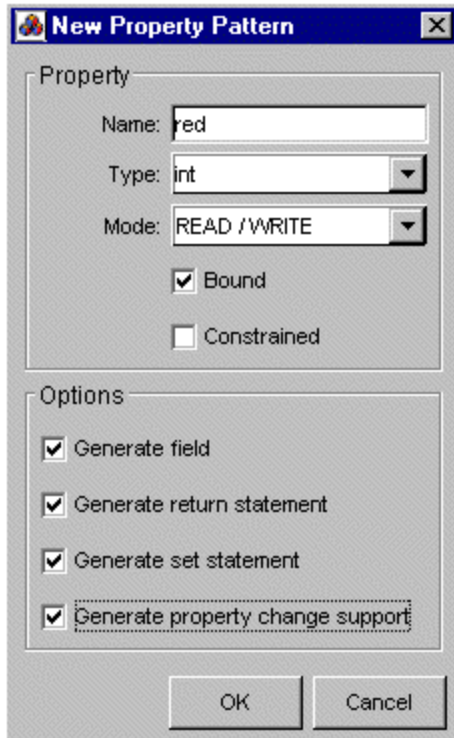 New Property Pattern
Property
Name: red
Type: int
Mode: READ / WRITE
Bound
Constrained
Options
Generate field
Generate return statement
Generate set statement
Generate property change support
OK Cancel